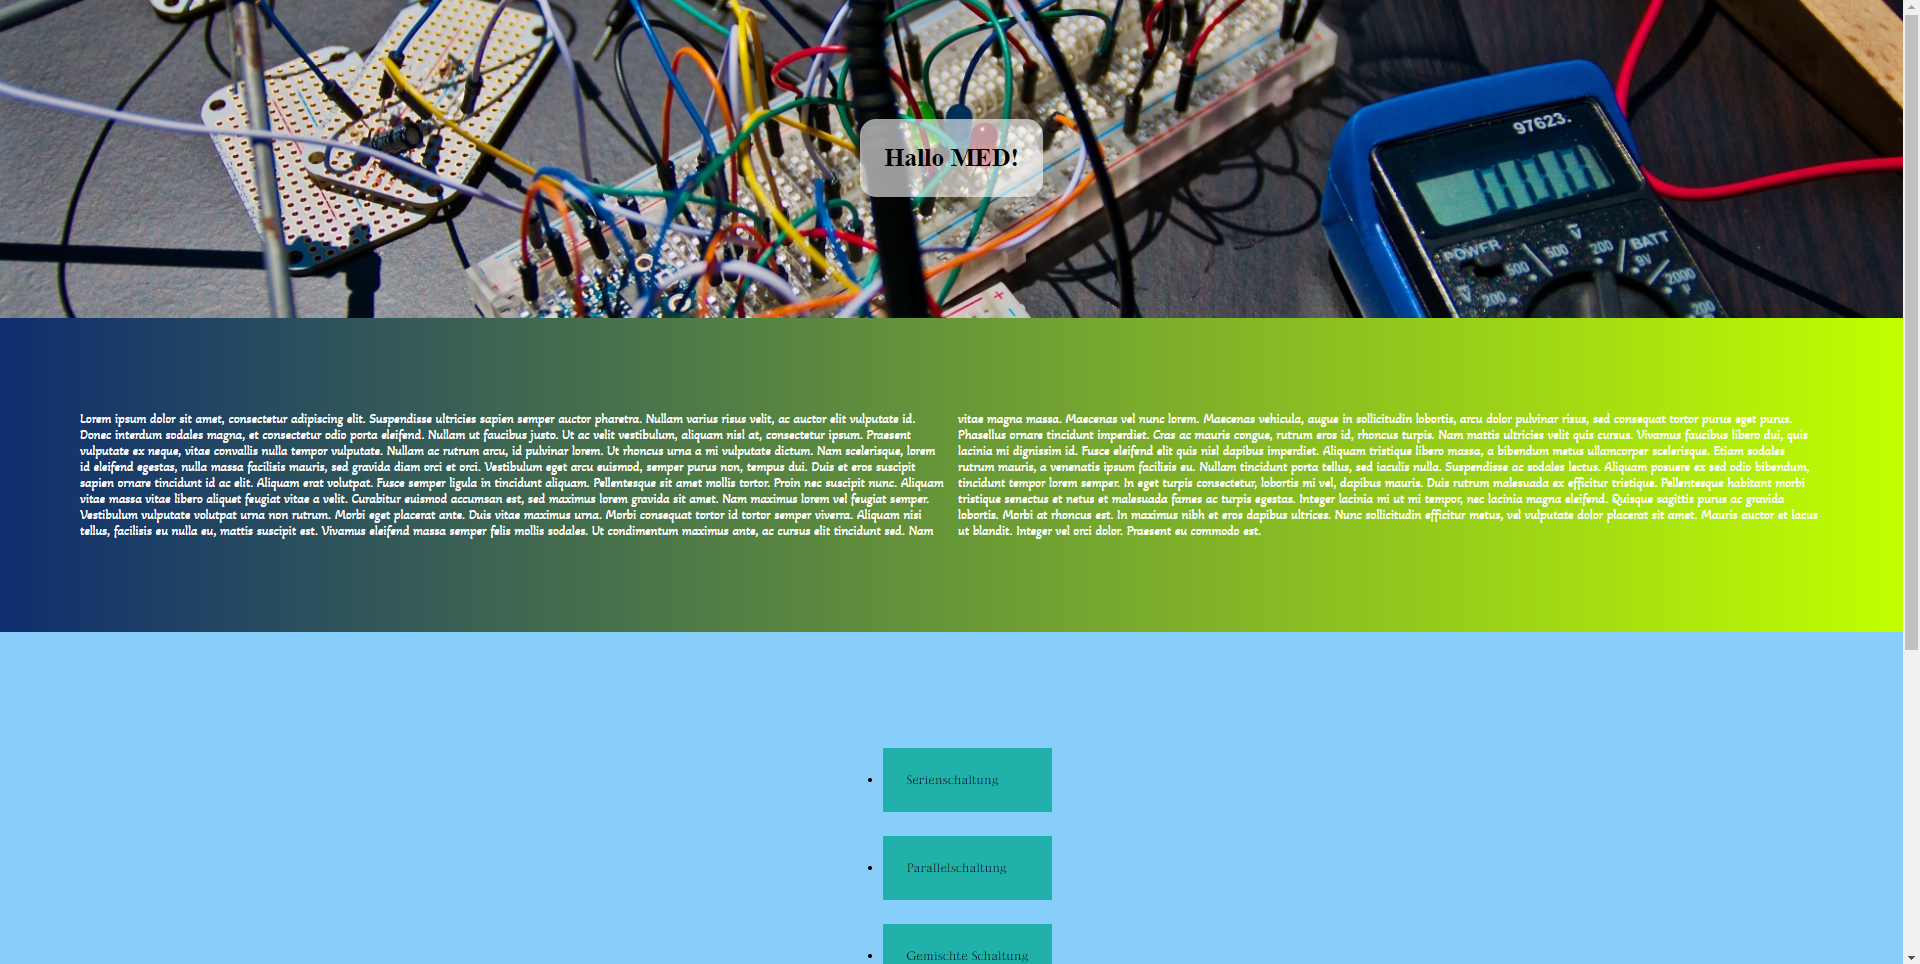 97623.
Hallo MED!
POWER
500
500
V
200
BATT
9V
2000
200
200
Lorem ipsum dolor sit amet, consectetur adipiscing elit. Suspendisse ultricies sapien semper auctor pharetra. Nullam varius risus velit, ac auctor elit vulputate id.
Donec interdum sodales magna, et consectetur odio porta eleifend. Nullam ut faucibus justo. Ut ac velit vestibulum, aliquam nisl at, consectetur ipsum. Praesent
vulputate ex neque, vitae convallis nulla tempor vulputate. Nullam ac rutrum arcu, id pulvinar lorem. Ut rhoncus urna a mi vulputate dictum. Nam scelerisque, lorem
id eleifend egestas, nulla massa facilisis mauris, sed gravida diam orci et orci. Vestibulum eget arcu euismod, semper purus non, tempus dui. Duis et eros suscipit
sapien ornare tincidunt id ac elit. Aliquam erat volutpat. Fusce semper ligula in tincidunt aliquam. Pellentesque sit amet mollis tortor. Proin nec suscipit nunc. Aliquam
vitae massa vitae libero aliquet feugiat vitae a velit. Curabitur euismod accumsan est, sed maximus lorem gravida sit amet. Nam maximus lorem vel feugiat semper.
Vestibulum vulputate volutpat urna non rutrum. Morbi eget placerat ante. Duis vitae maximus urna. Morbi consequat tortor id tortor semper viverra. Aliquam nisi
tellus, facilisis eu nulla eu, mattis suscipit est. Vivamus eleifend massa semper felis mollis sodales. Ut condimentum maximus ante, ac cursus elit tincidunt sed. Nam
vitae magna massa. Maecenas vel nunc lorem. Maecenas vehicula, augue in sollicitudin lobortis, arcu dolor pulvinar risus, sed consequat tortor purus eget purus.
Phasellus ornare tincidunt imperdiet. Cras ac mauris congue, rutrum eros id, rhoncus turpis. Nam mattis ultricies velit quis cursus. Vivamus faucibus libero dui, quis
lacinia mi dignissim id. Fusce eleifend elit quis nisl dapibus imperdiet. Aliquam tristique libero massa, a bibendum metus ullamcorper scelerisque. Etiam sodales
rutrum mauris, a venenatis ipsum facilisis eu. Nullam tincidunt porta tellus, sed iaculis nulla. Suspendisse ac sodales lectus. Aliquam posuere ex sed odio bibendum,
tincidunt tempor lorem semper. In eget turpis consectetur, lobortis mi vel, dapibus mauris. Duis rutrum malesuada ex efficitur tristique. Pellentesque habitant morbi
tristique senectus et netus et malesuada fames ac turpis egestas. Integer lacinia mi ut mi tempor, nec lacinia magna eleifend. Quisque sagittis purus ac gravida
lobortis. Morbi at rhoncus est. In maximus nibh et eros dapibus ultrices. Nunc sollicitudin efficitur metus, vel vulputate dolor placerat sit amet. Mauris auctor et lacus
ut blandit. Integer vel orci dolor. Praesent eu commodo est.
Serienschaltung
Parallelschaltung
Gemischte Schaltung